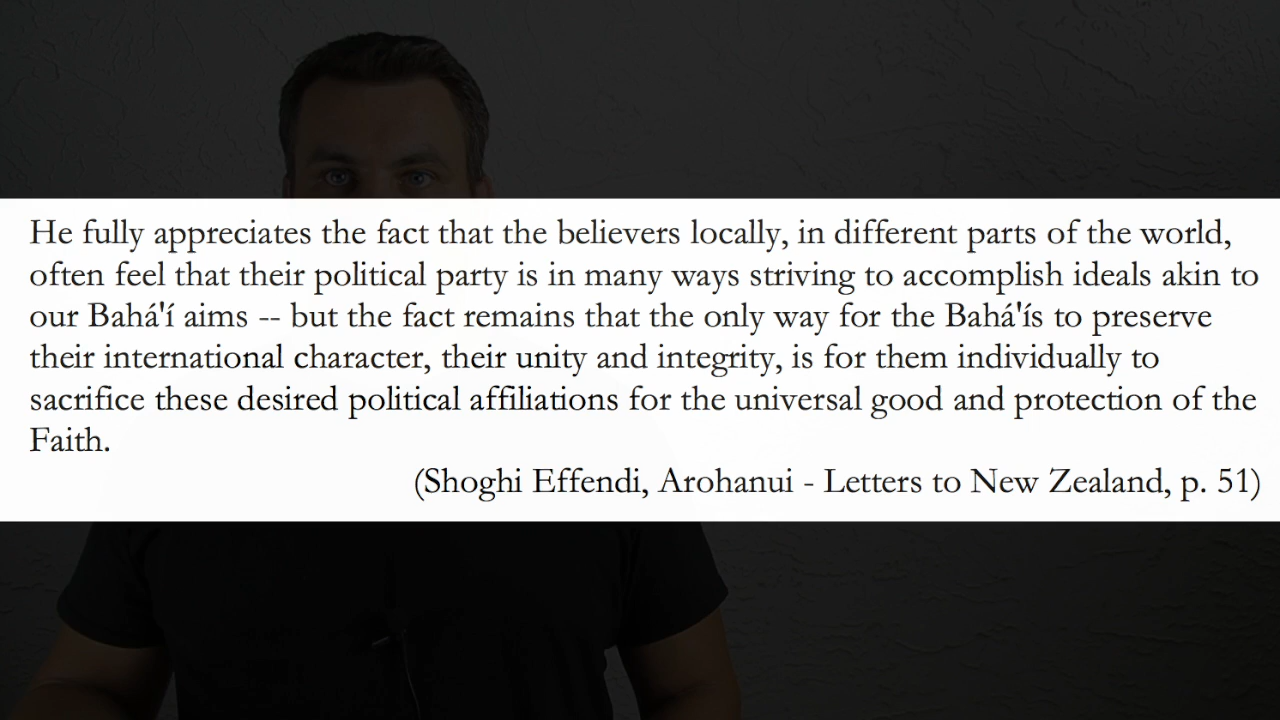 He fully appreciates the fact that the believers locally, in different parts of the world,
often feel that their political party is in many ways striving to accomplish ideals akin to
our Bahá'í aims -- but the fact remains that the only way for the Bahá'ís to preserve
their international character, their unity and integrity, is for them individually to
sacrifice these desired political affiliations for the universal good and protection of the
Faith.
(Shoghi Effendi, Arohanui - Letters to New Zealand, p. 51)